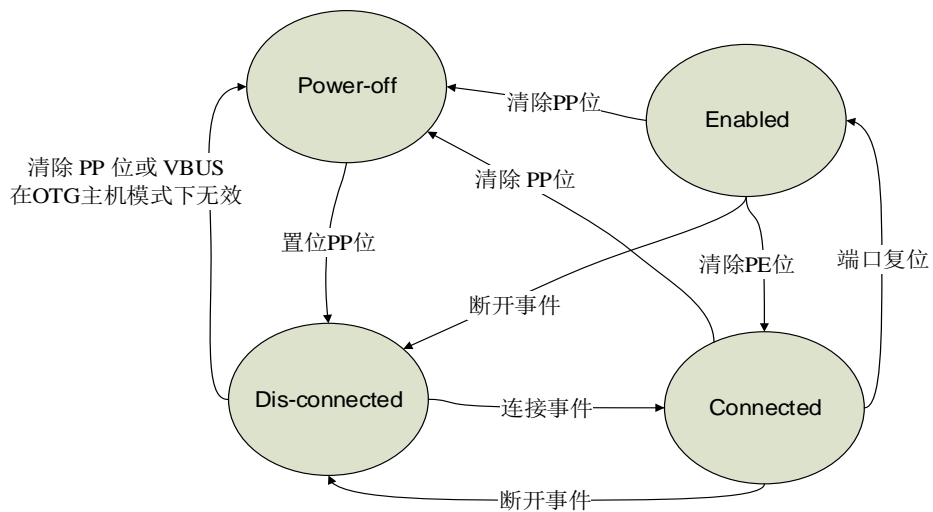 Power-off
Enabled
清除PP位
清除 PP 位或 VBUS
在OTG主机模式下无效
清除 PP位
置位PP位
清除PE位
端口复位
断开事件
Dis-connected
连接事件
Connected
断开事件